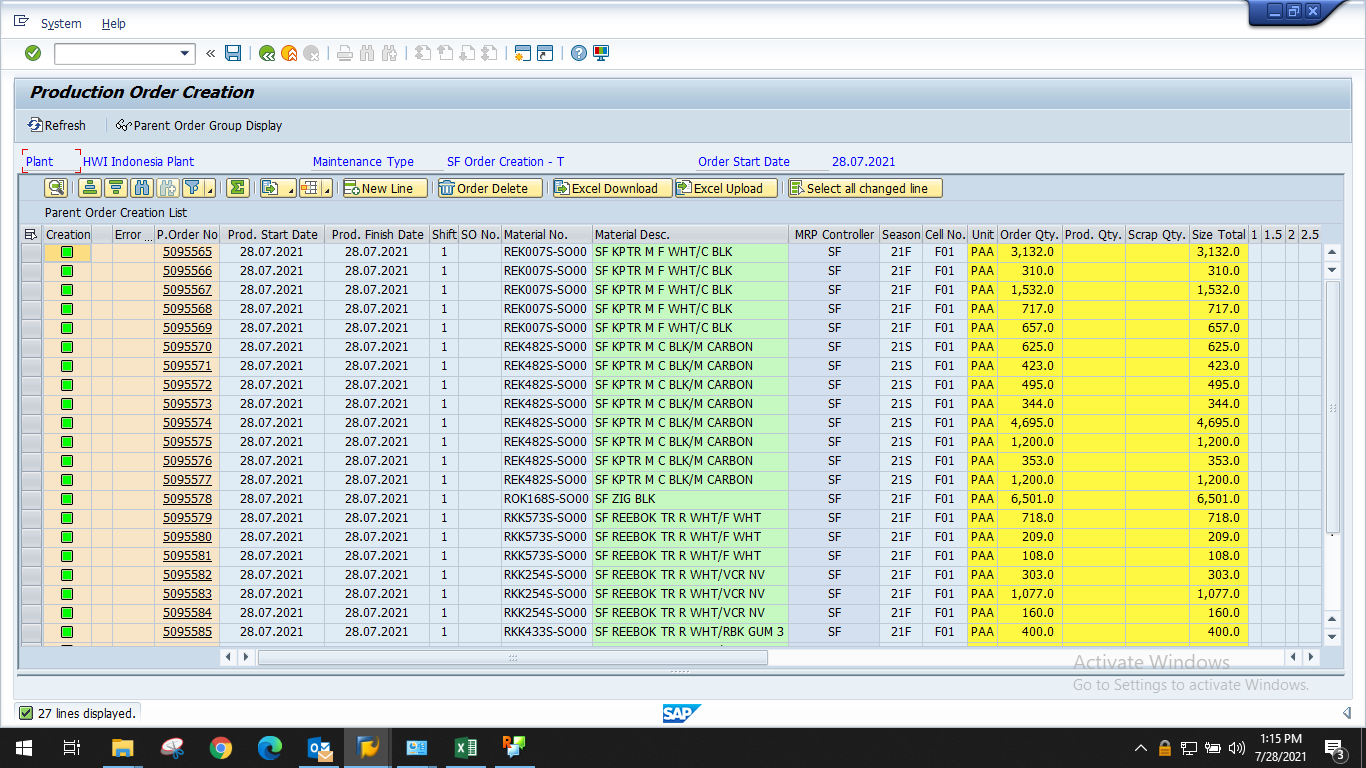 System Help
Production Order Creation
Refresh Parent Order Group Display
Plant HWI Indonesia Plant Maintenance Type SF Order Creation - T Order Start Date 28.07.2021
New Line Order Delete Excel Download Excel Upload Select all changed line
Parent Order Creation List
Creation Error ... P.Order No Prod. Start Date Prod. Finish Date Shift SO No. Material No. Material Desc. MRP Controller Season Cell No. Unit Order Qty. Prod. Qty. Scrap Qty. Size Total 1 1.5 2 2.5
5095565 28.07.2021 28.07.2021 1 REK007S-SO00 SF KPTR M F WHT/C BLK SF 21F F01 PAA 3,132.0 3,132.0
5095566 28.07.2021 28.07.2021 1 REK007S-SO00 SF KPTR M F WHT/C BLK SF 21F F01 PAA 310.0 310.0
5095567 28.07.2021 28.07.2021 1 REK007S-SO00 SF KPTR M F WHT/C BLK SF 21F F01 PAA 1,532.0 1,532.0
5095568 28.07.2021 28.07.2021 1 REK007S-SO00 SF KPTR M F WHT/C BLK SF 21F F01 PAA 717.0 717.0
5095569 28.07.2021 28.07.2021 1 REK007S-SO00 SF KPTR M F WHT/C BLK SF 21F F01 PAA 657.0 657.0
5095570 28.07.2021 28.07.2021 1 REK482S-SO00 SF KPTR M C BLK/M CARBON SF 21S F01 PAA 625.0 625.0
5095571 28.07.2021 28.07.2021 1 REK482S-SO00 SF KPTR M C BLK/M CARBON SF 21S F01 PAA 423.0 423.0
5095572 28.07.2021 28.07.2021 1 REK482S-SO00 SF KPTR M C BLK/M CARBON SF 21S F01 PAA 495.0 495.0
5095573 28.07.2021 28.07.2021 1 REK482S-SO00 SF KPTR M C BLK/M CARBON SF 21S F01 PAA 344.0 344.0
5095574 28.07.2021 28.07.2021 1 REK482S-SO00 SF KPTR M C BLK/M CARBON SF 21S F01 PAA 4,695.0 4,695.0
5095575 28.07.2021 28.07.2021 1 REK482S-SO00 SF KPTR M C BLK/M CARBON SF 21S F01 PAA 1,200.0 1,200.0
5095576 28.07.2021 28.07.2021 1 REK482S-SO00 SF KPTR M C BLK/M CARBON SF 21S F01 PAA 353.0 353.0
5095577 28.07.2021 28.07.2021 1 REK482S-SO00 SF KPTR M C BLK/M CARBON SF 21S F01 PAA 1,200.0 1,200.0
5095578 28.07.2021 28.07.2021 1 ROK168S-SO00 SF ZIG BLK SF 21F F01 PAA 6,501.0 6,501.0
5095579 28.07.2021 28.07.2021 1 RKK573S-SO00 SF REEBOK TR R WHT/F WHT SF 21F F01 PAA 718.0 718.0
5095580 28.07.2021 28.07.2021 1 RKK573S-SO00 SF REEBOK TR R WHT/F WHT SF 21F F01 PAA 209.0 209.0
5095581 28.07.2021 28.07.2021 1 RKK573S-SO00 SF REEBOK TR R WHT/F WHT SF 21F F01 PAA 108.0 108.0
5095582 28.07.2021 28.07.2021 1 RKK254S-SO00 SF REEBOK TR R WHT/VCR NV SF 21F F01 PAA 303.0 303.0
5095583 28.07.2021 28.07.2021 1 RKK254S-SO00 SF REEBOK TR R WHT/VCR NV SF 21F F01 PAA 1,077.0 1,077.0
5095584 28.07.2021 28.07.2021 1 RKK254S-SO00 SF REEBOK TR R WHT/VCR NV SF 21F F01 PAA 160.0 160.0
5095585 28.07.2021 28.07.2021 1 RKK433S-SO00 SF REEBOK TR R WHT/RBK GUM 3 SF 21F F01 PAA 400.0 400.0
Activate Windows
Go to Settings to activate Windows.
27 lines displayed.
SAP
1:15 PM
7/28/2021
3